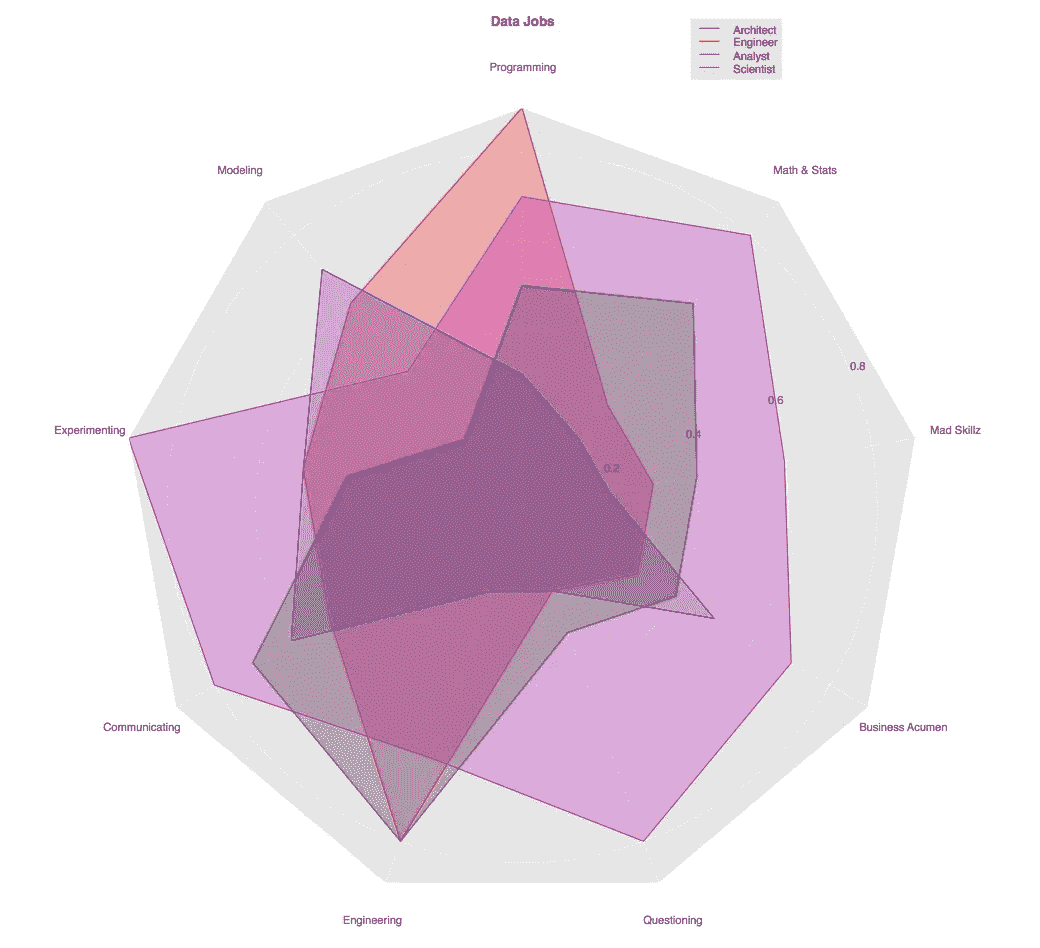 Data Jobs
Architect
Engineer
Analyst
Scientist
Programming
Modeling
Math & Stats
0.8
0.6
Experimenting
Mad Skillz
0.4
0.2
Communicating
Business Acumen
Engineering
Questioning